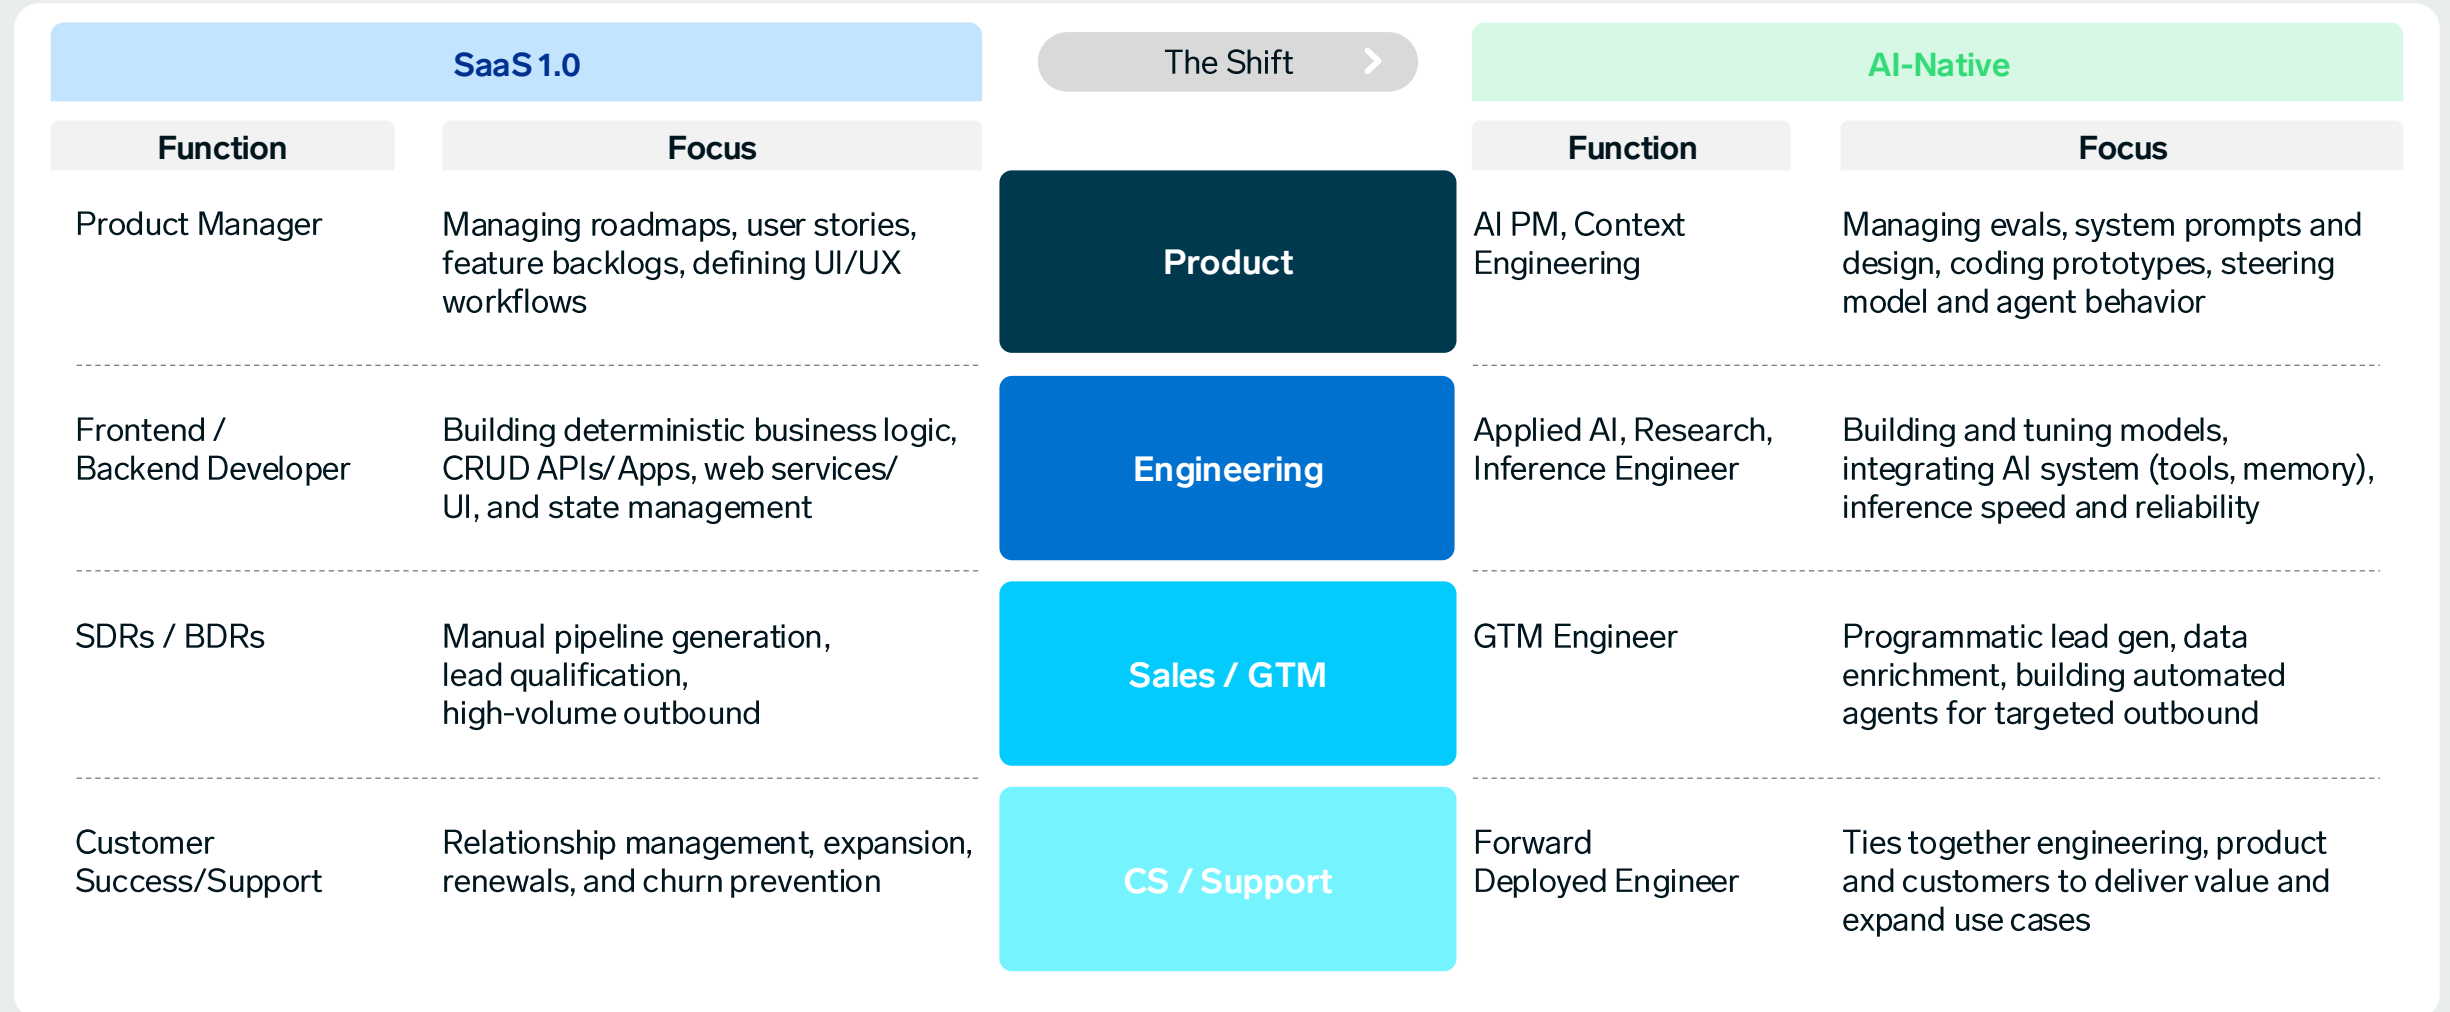 SaaS 1.0
The Shift
AI-Native
Function
Focus
Function
Focus
Product Manager
Managing roadmaps, user stories,
feature backlogs, defining UI/UX
workflows
Product
AI PM, Context
Engineering
Managing evals, system prompts and
design, coding prototypes, steering
model and agent behavior
Frontend /
Backend Developer
Building deterministic business logic,
CRUD APIs/Apps, web services/
UI, and state management
Engineering
Applied AI, Research,
Inference Engineer
Building and tuning models,
integrating AI system (tools, memory),
inference speed and reliability
SDRs / BDRs
Manual pipeline generation,
lead qualification,
high-volume outbound
Sales / GTM
GTM Engineer
Programmatic lead gen, data
enrichment, building automated
agents for targeted outbound
Customer
Success/Support
Relationship management, expansion,
renewals, and churn prevention
CS / Support
Forward
Deployed Engineer
Ties together engineering, product
and customers to deliver value and
expand use cases